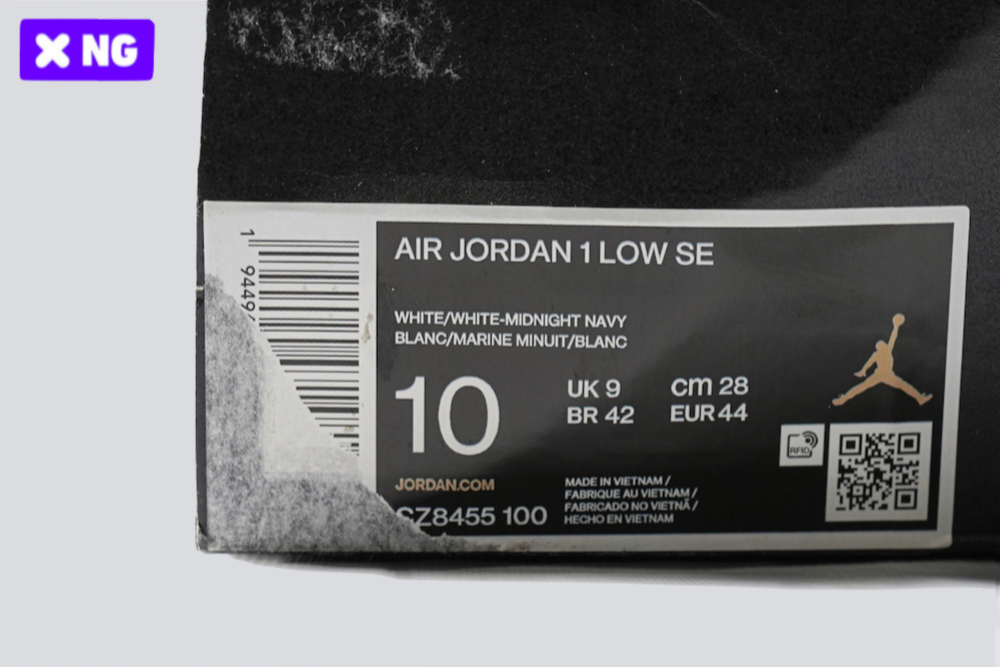 NG
1
9449
AIR JORDAN 1 LOW SE
WHITE/WHITE-MIDNIGHT NAVY
BLANC/MARINE MINUIT/BLANC
10
UK 9
cm 28
BR 42
EUR 44
RFID
JORDAN.COM
MADE IN VIETNAM /
FABRIQUE AU VIETNAM /
FABRICADO NO VIETNÃ /
HECHO EN VIETNAM
CZ8455 100